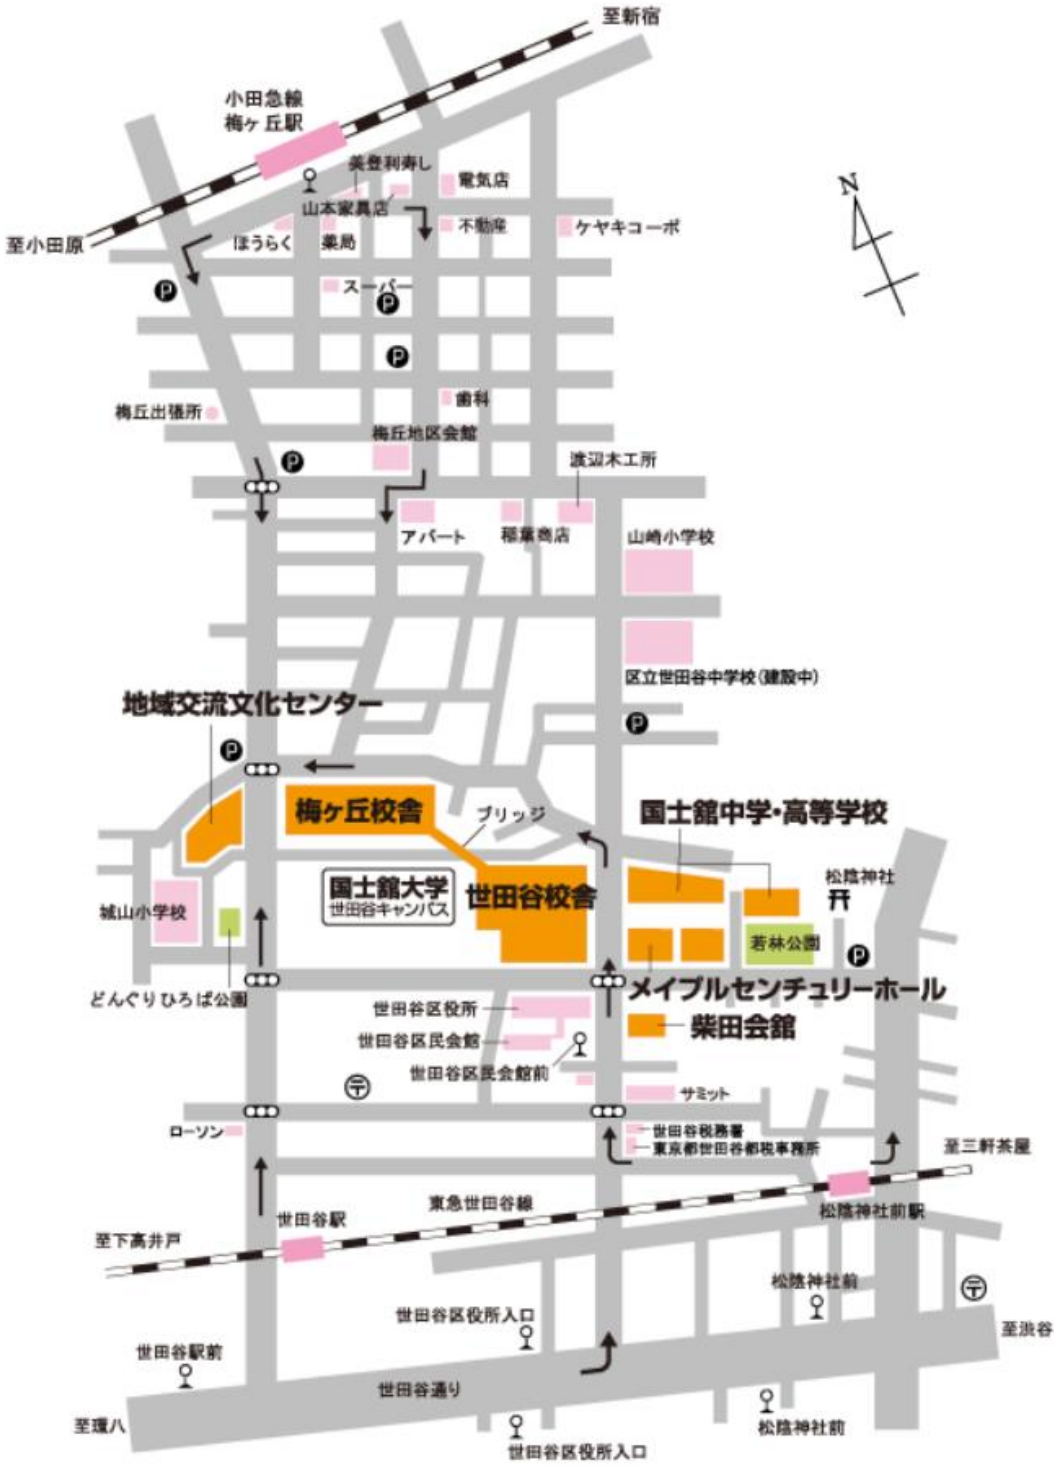 至新宿
小田急線
梅ヶ丘駅
美登利寿し
電気店
山本家具店
不動産
ケヤキコーポ
至小田原
ほうらく
薬局
スーパー
P
P
P
歯科
梅丘出張所
梅丘地区会館
P
渡辺木工所
アパート
稲葉商店
山崎小学校
区立世田谷中学校(建設中)
地域交流文化センター
P
P
梅ヶ丘校舎
ブリッジ
国士舘中学・高等学校
国士舘大学
世田谷キャンパス
世田谷校舎
松陰神社
城山小学校
若林公園
P
どんぐりひろば公園
メイプルセンチュリーホール
世田谷区役所
柴田会舘
世田谷区民会館
世田谷区民会館前
サミット
ローソン
世田谷税務署
東京都世田谷都税事務所
至三軒茶屋
東急世田谷線
世田谷駅
松陰神社前駅
至下高井戸
松陰神社前
世田谷区役所入口
至渋谷
世田谷駅前
世田谷通り
至環八
松陰神社前
世田谷区役所入口
N